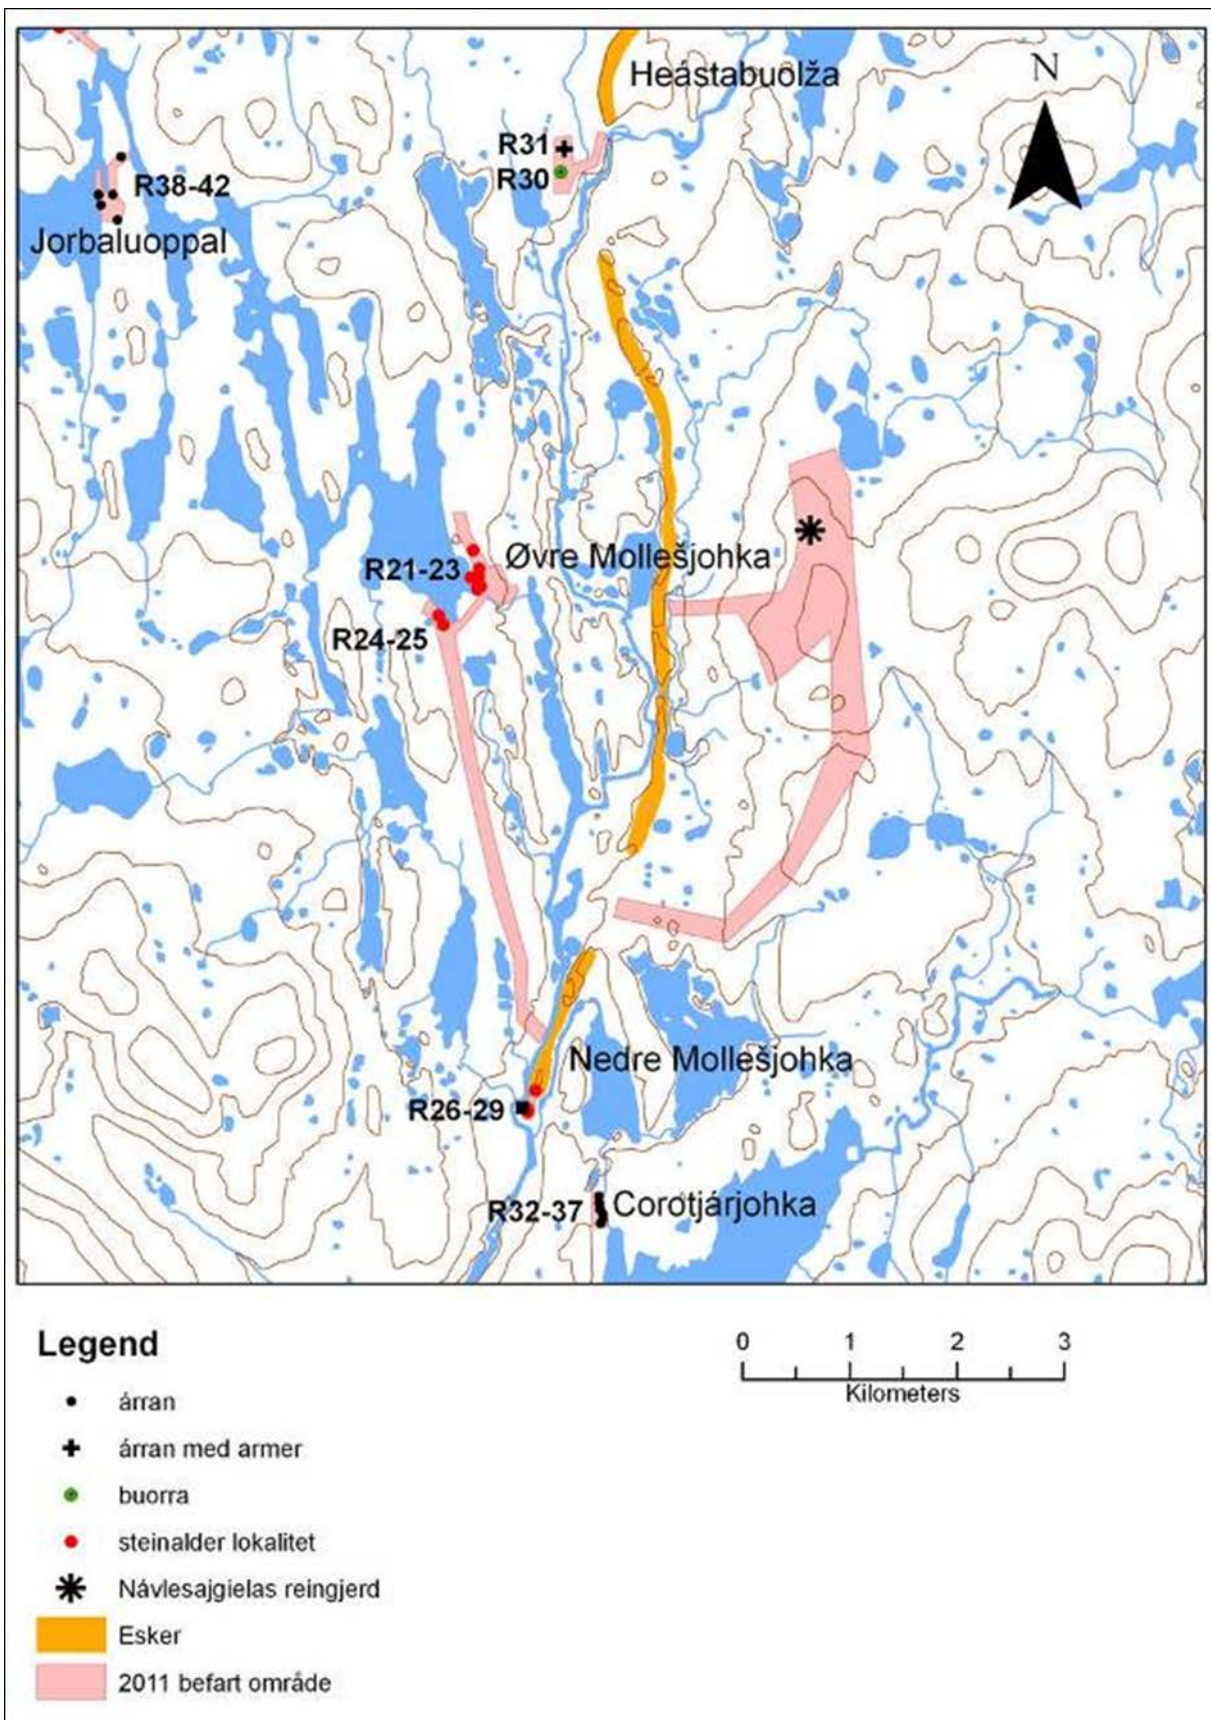 Heástabuolža
N
R31
R30
R38-42
Jorbaluoppal
Øvre Mollešjohka
R21-23
R24-25
Nedre Mollešjohka
R26-29
R32-37
Corotjárjohka
Legend
árran
árran med armer
buorra
steinalder lokalitet
Návlesajgielas reingjerd
Esker
2011 befart område
0 1 2 3
Kilometers